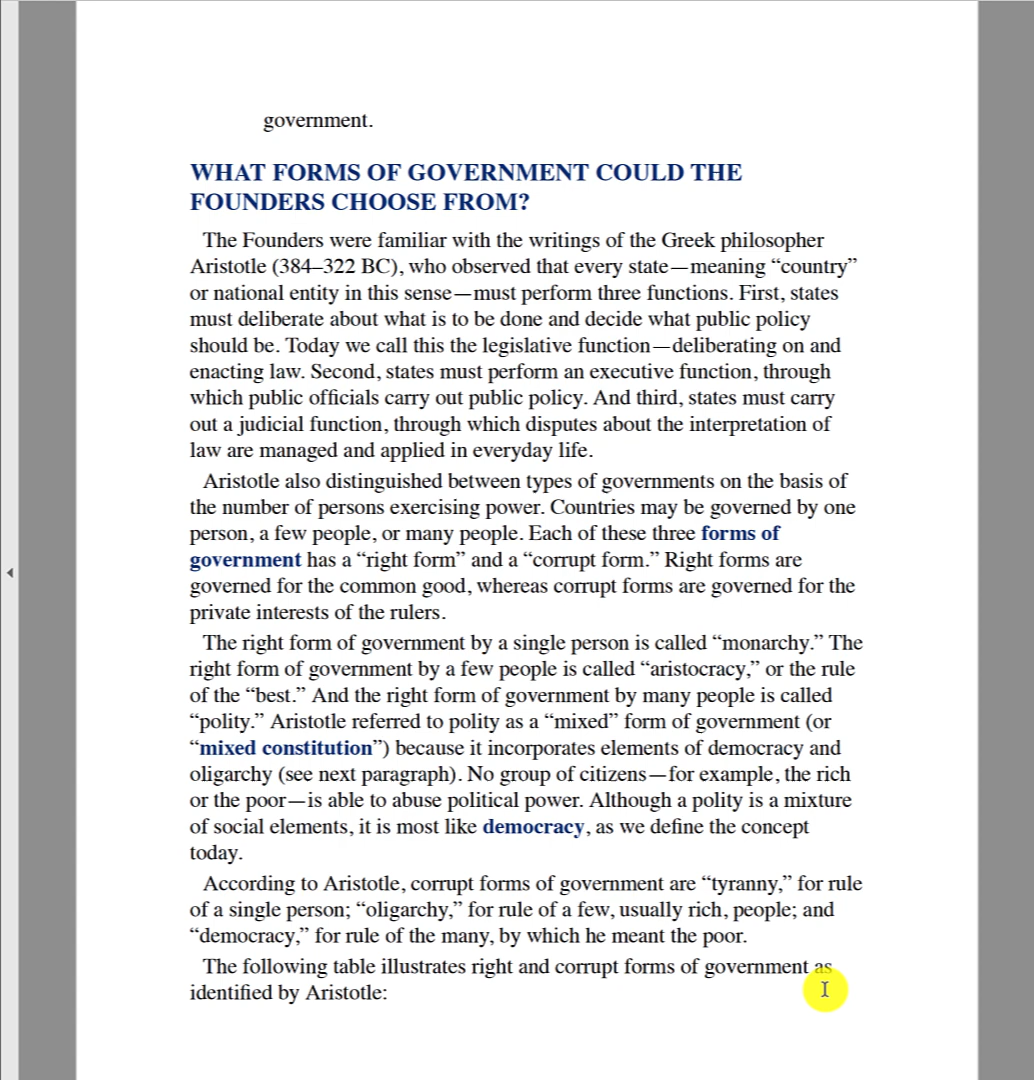 government.
WHAT FORMS OF GOVERNMENT COULD THE
FOUNDERS CHOOSE FROM?
The Founders were familiar with the writings of the Greek philosopher
Aristotle (384–322 BC), who observed that every state—meaning “country”
or national entity in this sense—must perform three functions. First, states
must deliberate about what is to be done and decide what public policy
should be. Today we call this the legislative function—deliberating on and
enacting law. Second, states must perform an executive function, through
which public officials carry out public policy. And third, states must carry
out a judicial function, through which disputes about the interpretation of
law are managed and applied in everyday life.
Aristotle also distinguished between types of governments on the basis of
the number of persons exercising power. Countries may be governed by one
person, a few people, or many people. Each of these three forms of
government has a “right form” and a “corrupt form.” Right forms are
governed for the common good, whereas corrupt forms are governed for the
private interests of the rulers.
The right form of government by a single person is called “monarchy.” The
right form of government by a few people is called “aristocracy,” or the rule
of the “best.” And the right form of government by many people is called
“polity.” Aristotle referred to polity as a “mixed” form of government (or
“mixed constitution”) because it incorporates elements of democracy and
oligarchy (see next paragraph). No group of citizens—for example, the rich
or the poor—is able to abuse political power. Although a polity is a mixture
of social elements, it is most like democracy, as we define the concept
today.
According to Aristotle, corrupt forms of government are “tyranny,” for rule
of a single person; “oligarchy,” for rule of a few, usually rich, people; and
“democracy,” for rule of the many, by which he meant the poor.
The following table illustrates right and corrupt forms of government as
identified by Aristotle: